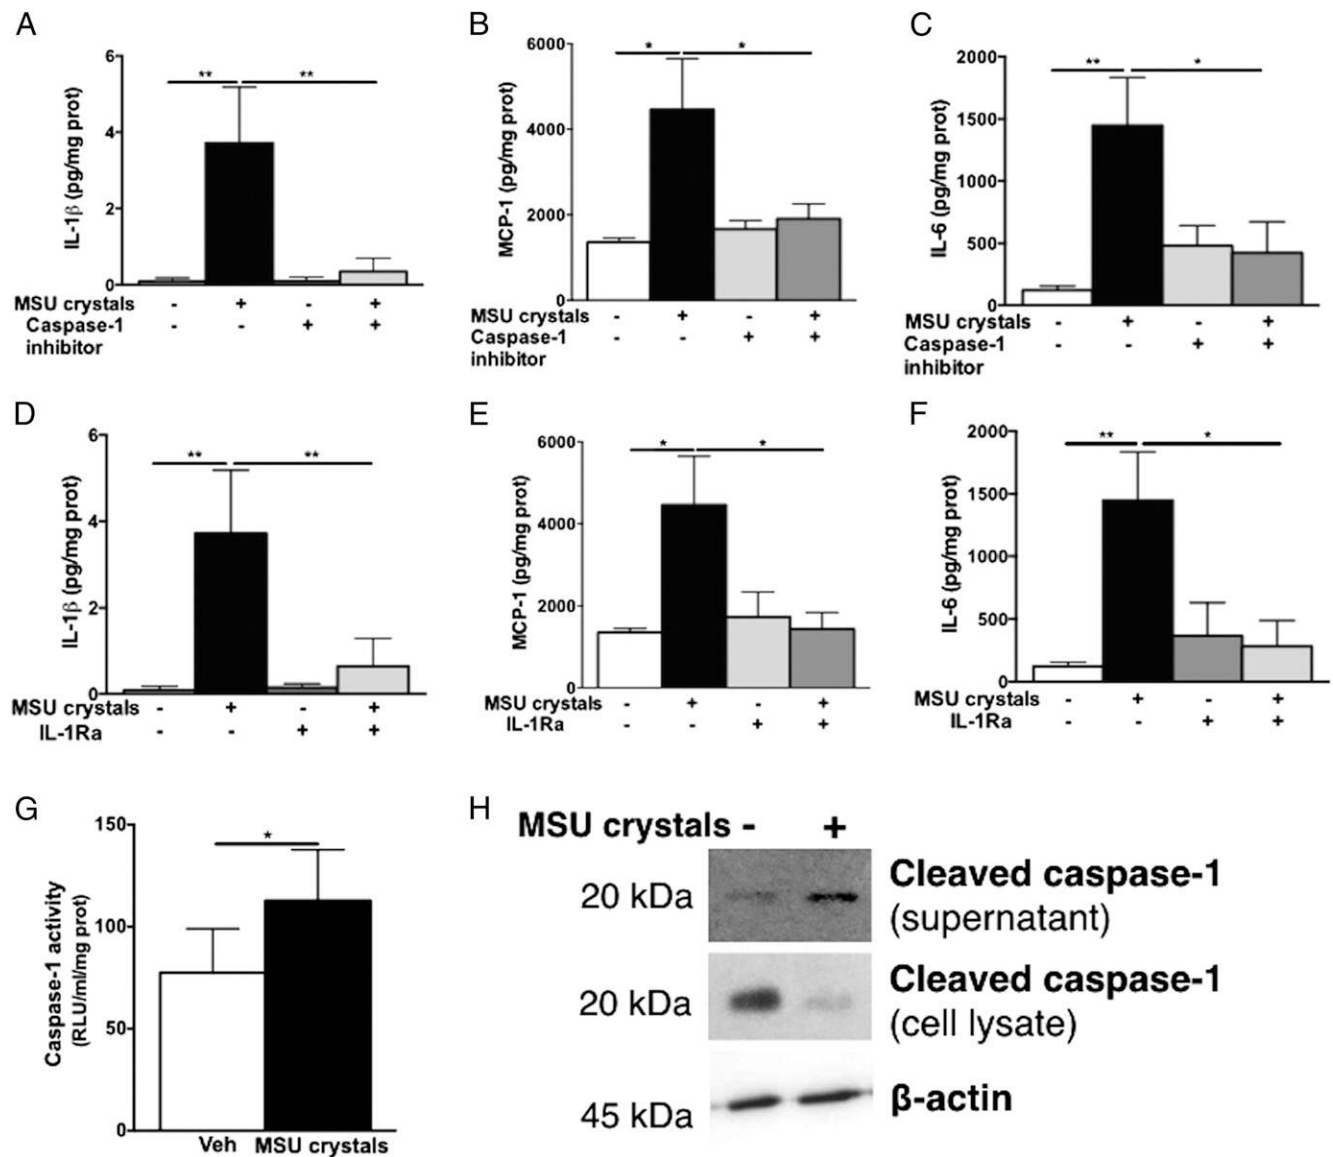 A
IL-1β (pg/mg prot)
6
4
2
0
** **
MSU crystals - + - +
Caspase-1 - - + +
inhibitor
B
MCP-1 (pg/mg prot)
6000
4000
2000
0
* *
MSU crystals - + - +
Caspase-1 - - + +
inhibitor
C
IL-6 (pg/mg prot)
2000
1500
1000
500
0
** *
MSU crystals - + - +
Caspase-1 - - + +
inhibitor
D
IL-1β (pg/mg prot)
6
4
2
0
** **
MSU crystals - + - +
IL-1Ra - - + +
E
MCP-1 (pg/mg prot)
6000
4000
2000
0
* *
MSU crystals - + - +
IL-1Ra - - + +
F
IL-6 (pg/mg prot)
2000
1500
1000
500
0
** *
MSU crystals - + - +
IL-1Ra - - + +
G
Caspase-1 activity
(RLU/ml/mg prot)
150
100
50
0
*
Veh MSU crystals
H
MSU crystals - +
20 kDa Cleaved caspase-1
(supernatant)
20 kDa Cleaved caspase-1
(cell lysate)
45 kDa β-actin